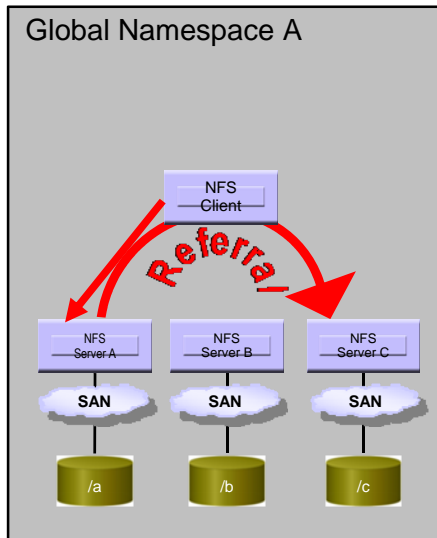 Global Namespace A
NFS
Client
Referral
NFS
Server A
NFS
Server B
NFS
Server C
SAN
SAN
SAN
/a
/b
/c